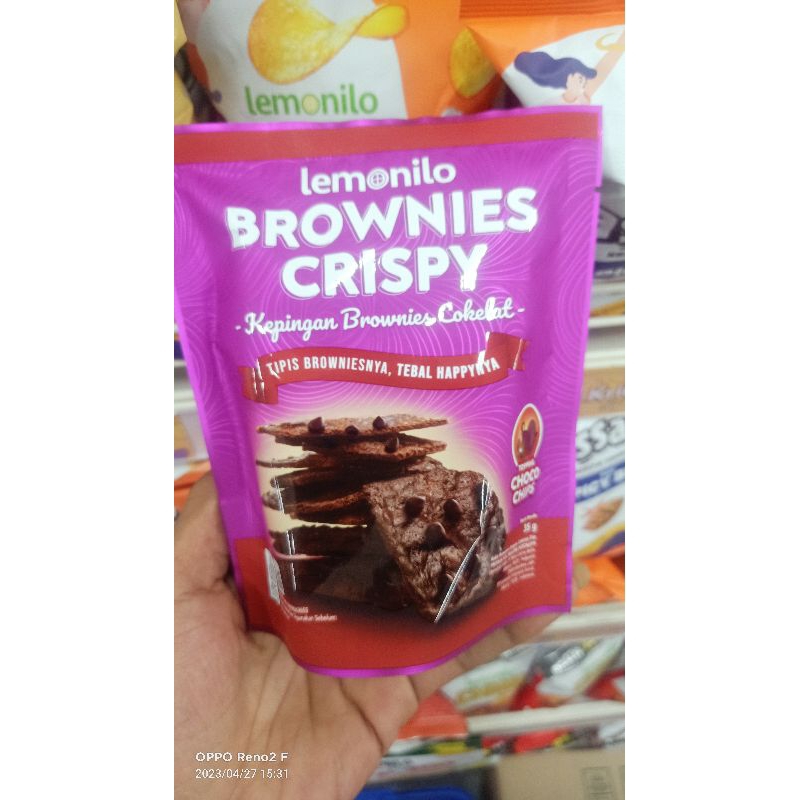 lemonilo
lemonilo
BROWNIES
CRISPY
- Kepingan Brownies Cokelat -
TIPIS BROWNIESNYA, TEBAL HAPPYNYA
CHOCO
CHIPS
OPPO Reno2 F
2023/04/27 15:31